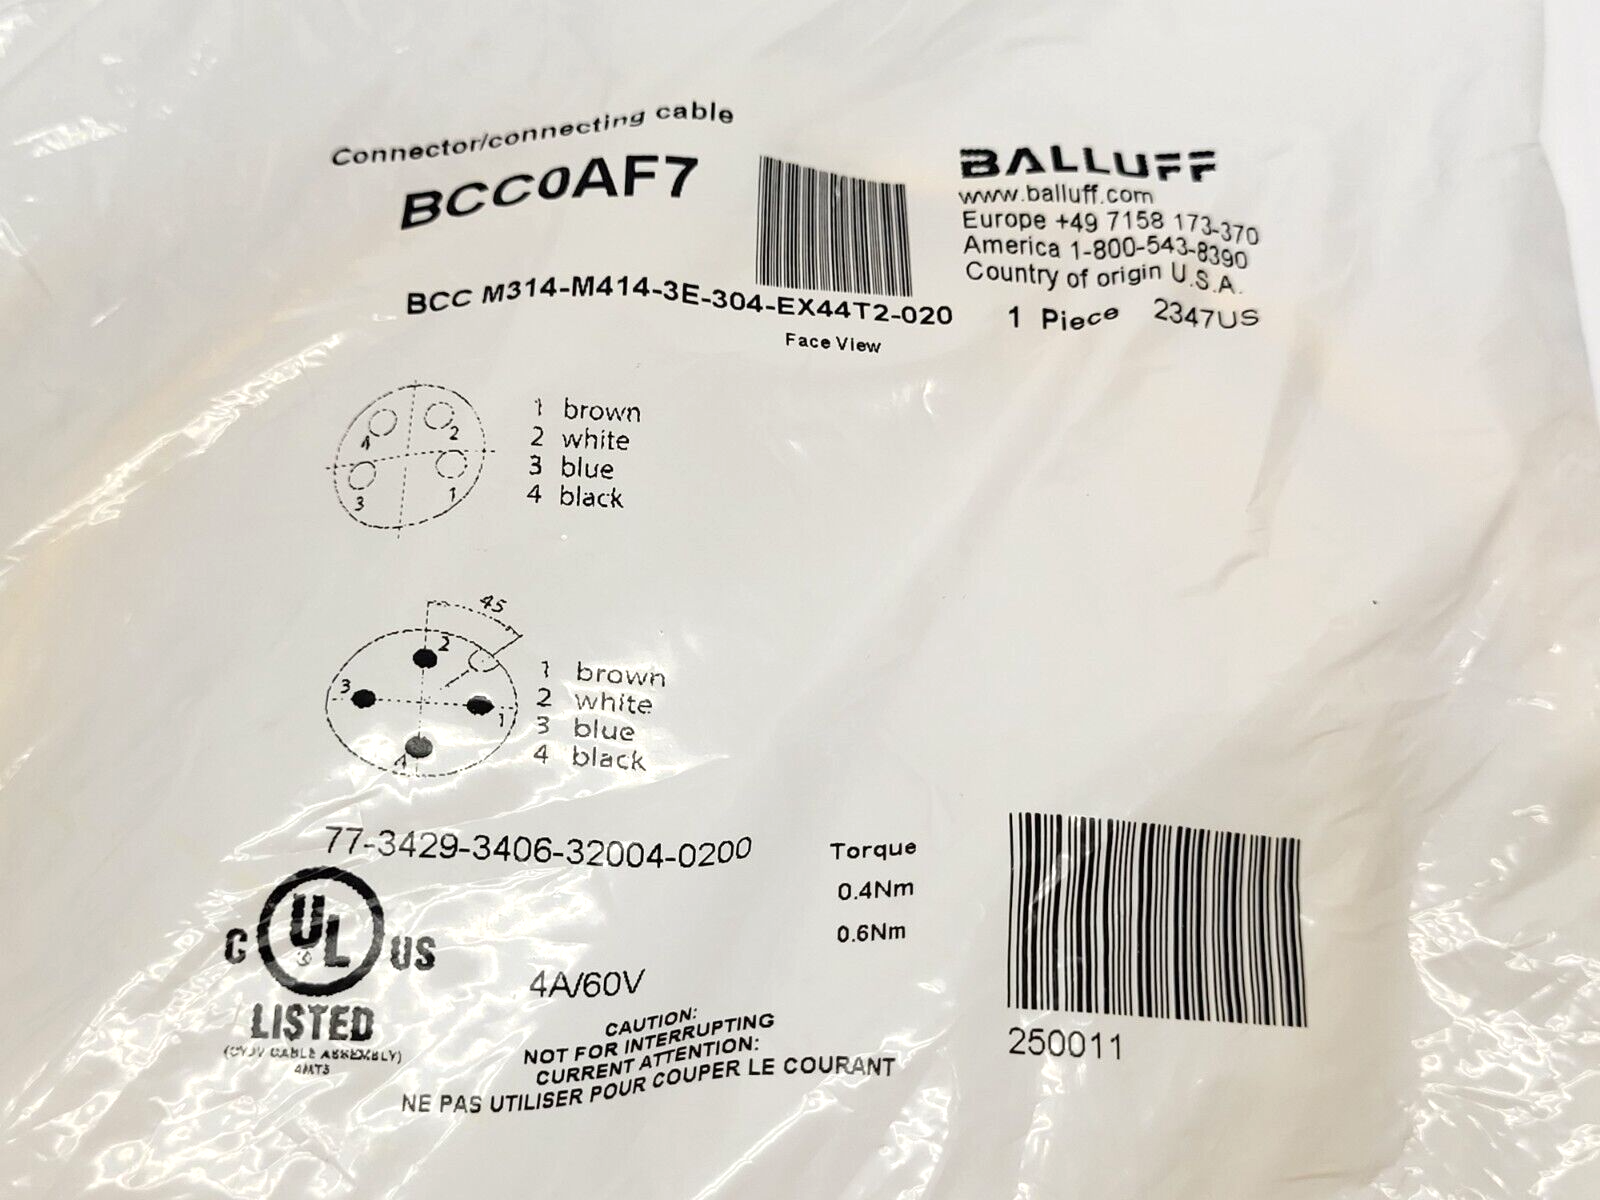 Connector/connecting cable
BCC0AF7
BCC M314-M414-3E-304-EX44T2-020
BALLUFF
www.balluff.com
Europe +49 7158 173-370
America 1-800-543-8390
Country of origin U.S.A.
1 Piece 2347US
Face View
4 2
3 1
1 brown
2 white
3 blue
4 black
45
2
3
1
4
1 brown
2 white
3 blue
4 black
77-3429-3406-32004-0200
Torque
0.4Nm
0.6Nm
C UL US
LISTED
(CYJV CABLE ASSEMBLY)
4MT3
4A/60V
CAUTION:
NOT FOR INTERRUPTING
CURRENT ATTENTION:
NE PAS UTILISER POUR COUPER LE COURANT
250011